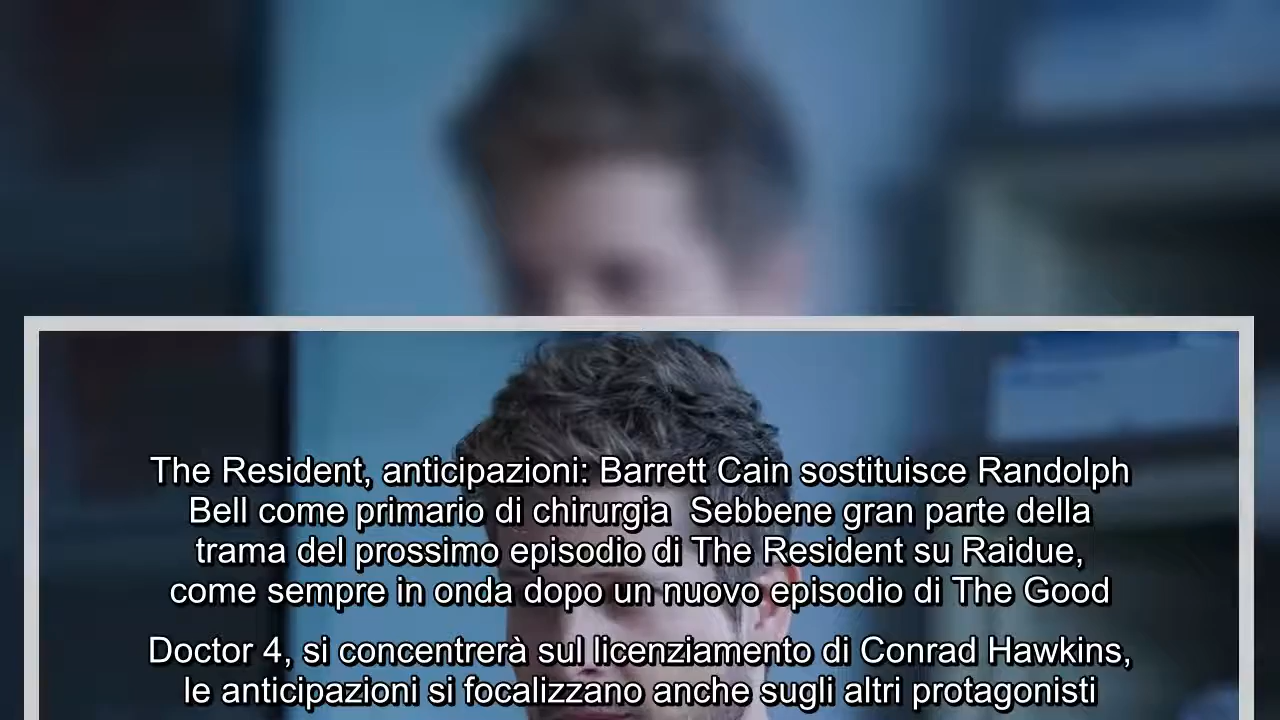 The Resident, anticipazioni: Barrett Cain sostituisce Randolph
Bell come primario di chirurgia  Sebbene gran parte della
trama del prossimo episodio di The Resident su Raidue,
come sempre in onda dopo un nuovo episodio di The Good
Doctor 4, si concentrerà sul licenziamento di Conrad Hawkins,
le anticipazioni si focalizzano anche sugli altri protagonisti